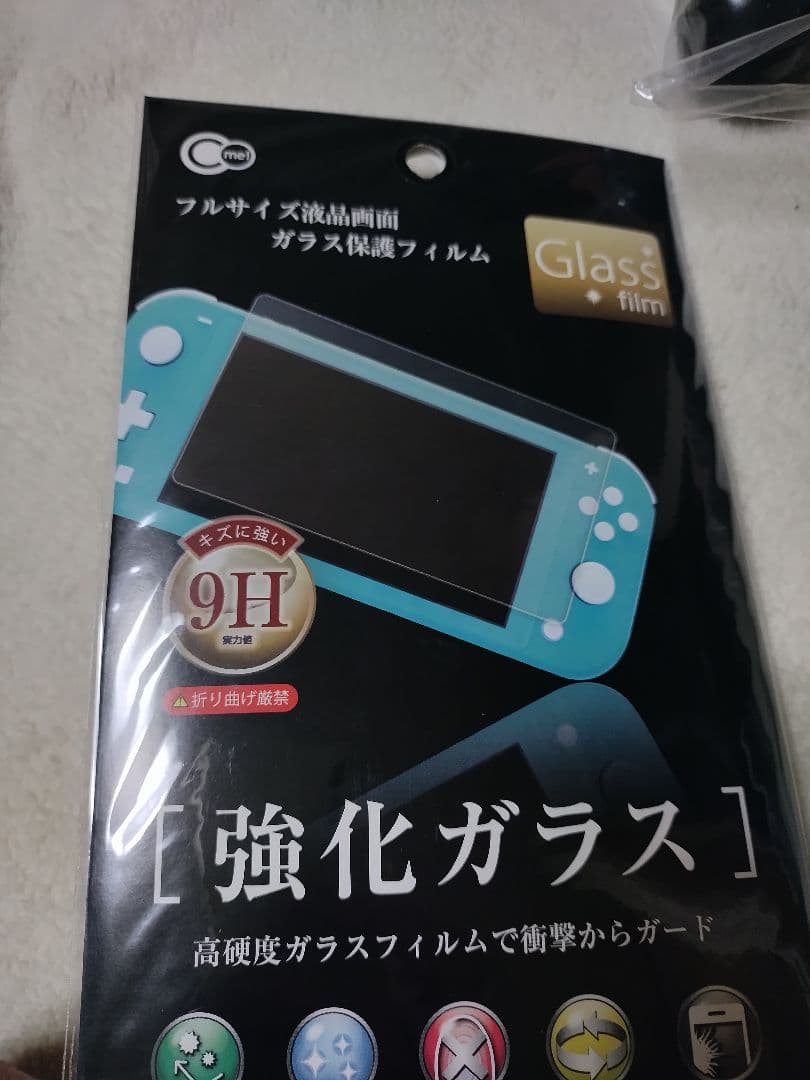 me!
フルサイズ液晶画面
ガラス保護フィルム
Glass
film
キズに強い
9H
実力値
折り曲げ厳禁
[強化ガラス]
高硬度ガラスフィルムで衝撃からガード